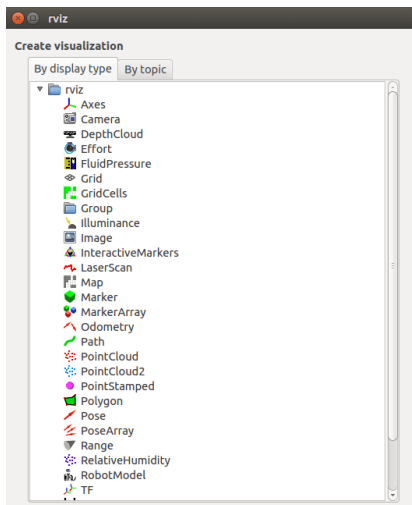 rviz
Create visualization
By display type By topic
rviz
Axes
Camera
DepthCloud
Effort
FluidPressure
Grid
GridCells
Group
Illuminance
Image
InteractiveMarkers
LaserScan
Map
Marker
MarkerArray
Odometry
Path
PointCloud
PointCloud2
PointStamped
Polygon
Pose
PoseArray
Range
RelativeHumidity
RobotModel
TF